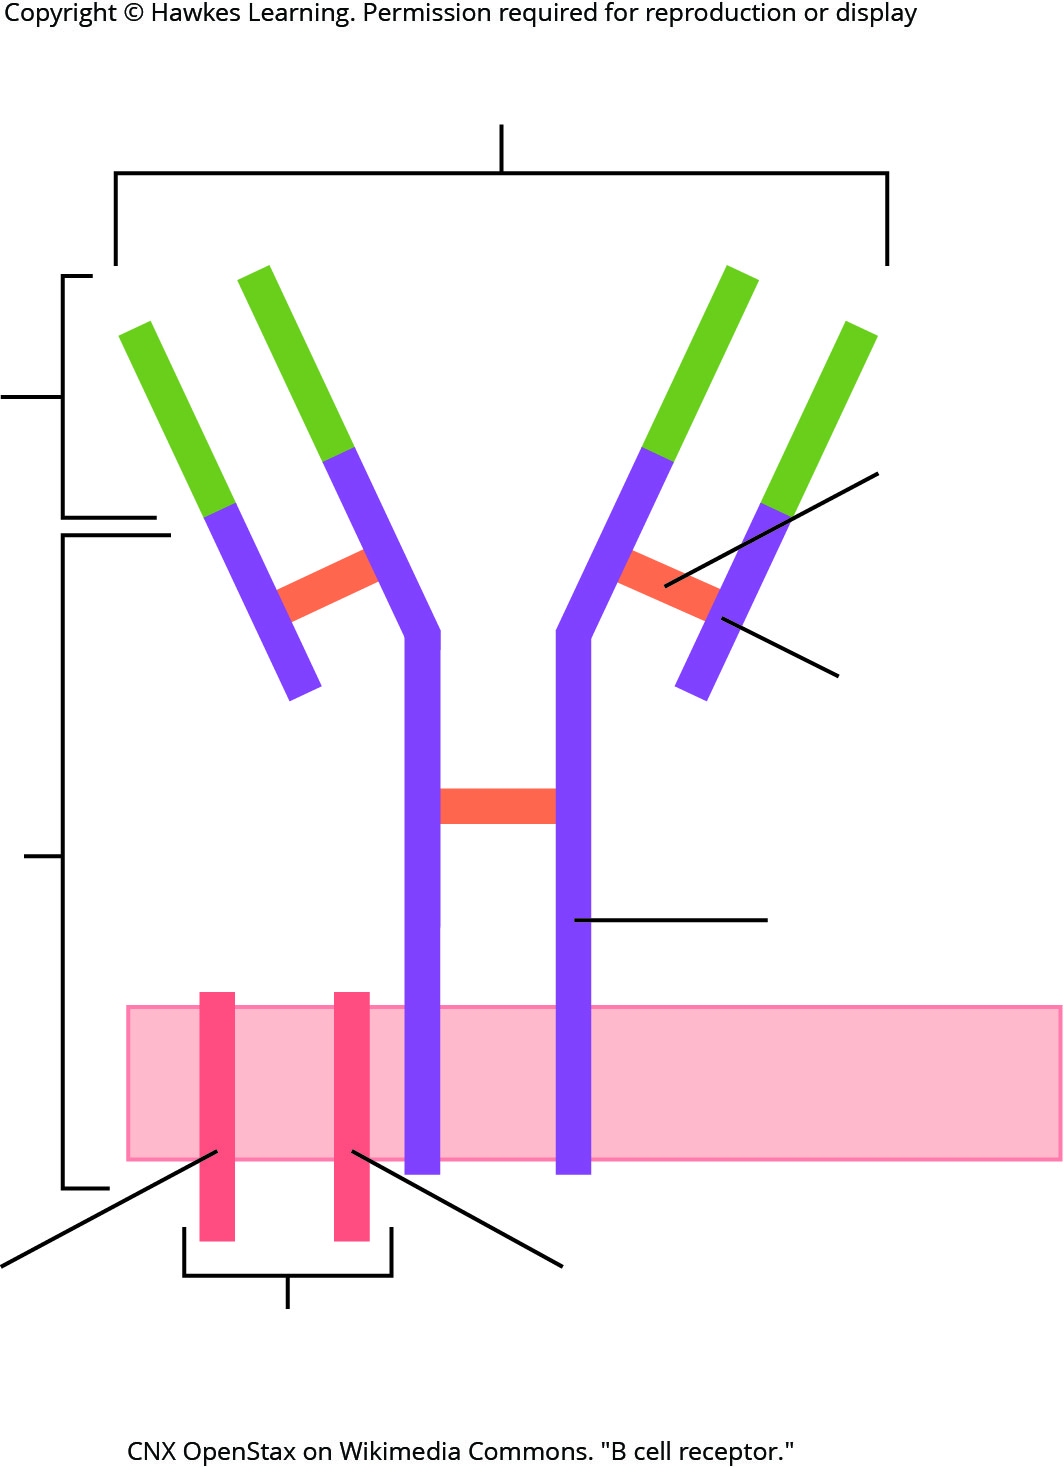 Copyright © Hawkes Learning. Permission required for reproduction or display
CNX OpenStax on Wikimedia Commons. "B cell receptor."